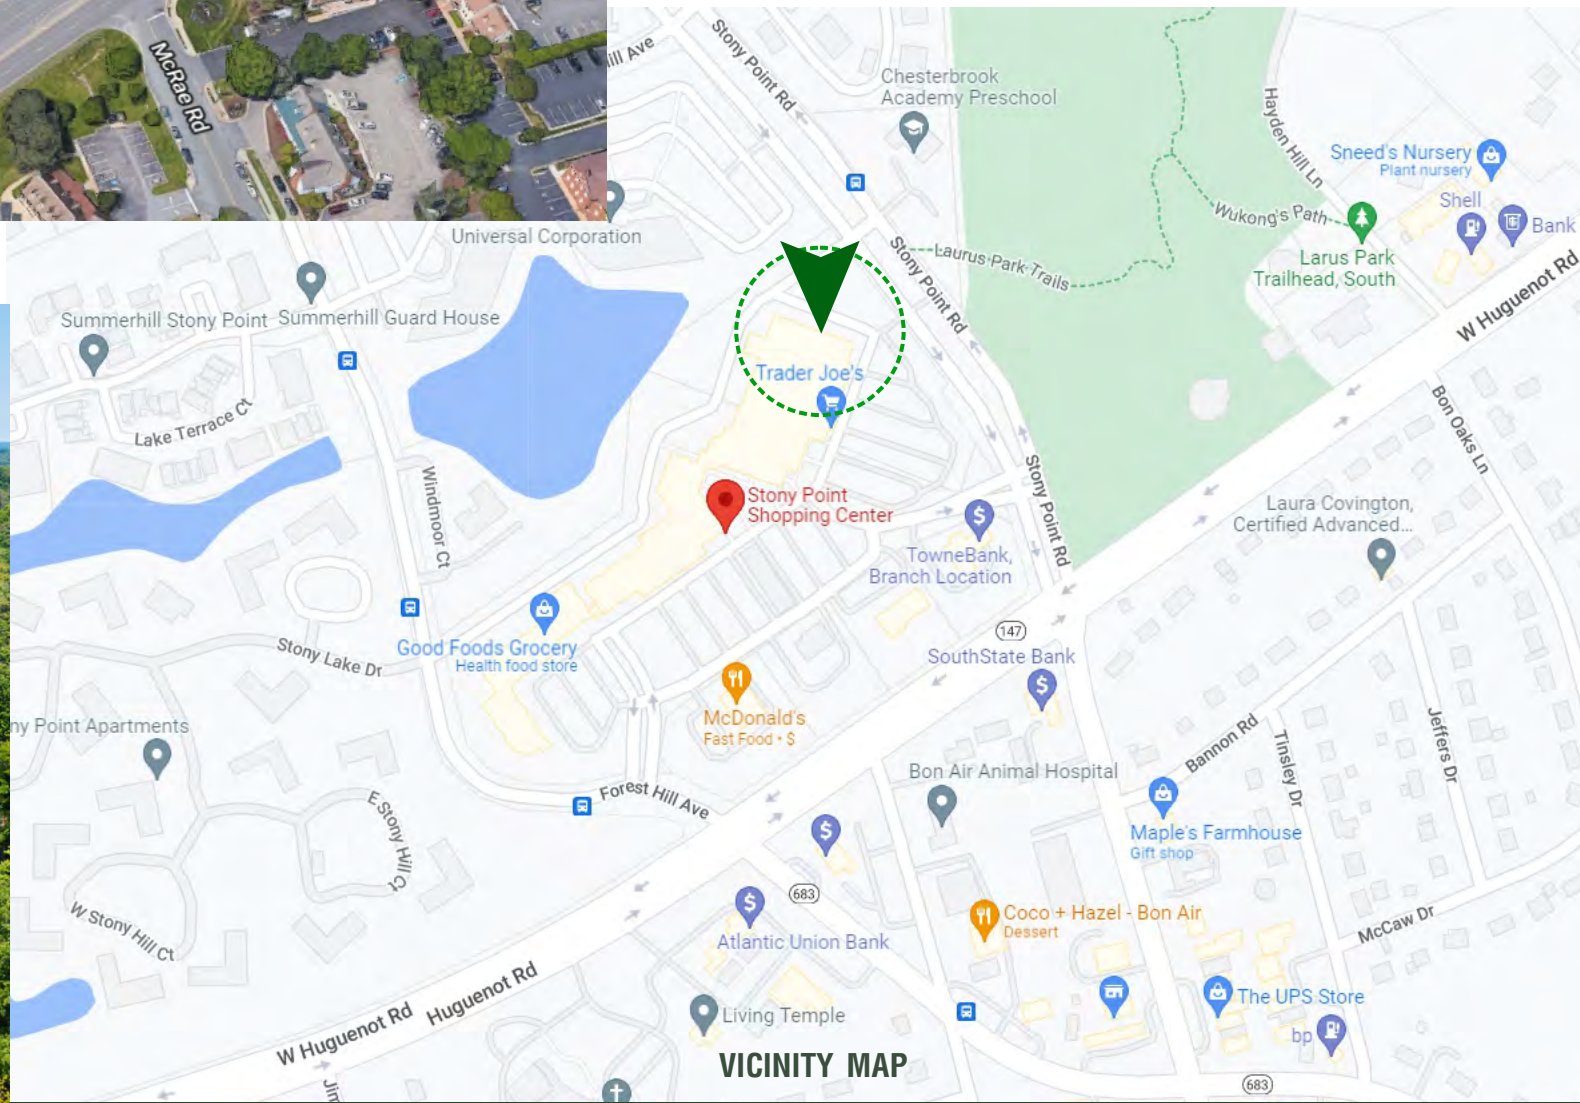 McRae Rd
ill Ave
Stony Point Rd
Chesterbrook
Academy Preschool
Hayden Hill Ln
Sneed's Nursery
Plant nursery
Shell
Bank
Wukong's Path
Larus Park
Trailhead, South
W Huguenot Rd
Universal Corporation
Laurus Park Trails
Stony Point Rd
Summerhill Stony Point
Summerhill Guard House
Trader Joe's
Lake Terrace Ct
Bon Oaks Ln
Windmoor Ct
Stony Point
Shopping Center
Stony Point Rd
Laura Covington,
Certified Advanced...
TowneBank,
Branch Location
147
Good Foods Grocery
Health food store
Stony Lake Dr
SouthState Bank
McDonald's
Fast Food • $
ny Point Apartments
Bannon Rd
Tinsley Dr
Jeffers Dr
Bon Air Animal Hospital
Forest Hill Ave
E Stony Hill Ct
Maple's Farmhouse
Gift shop
683
W Stony Hill Ct
Atlantic Union Bank
Coco + Hazel - Bon Air
Dessert
McCaw Dr
Huguenot Rd
W Huguenot Rd
The UPS Store
Living Temple
bp
VICINITY MAP
Jim
683